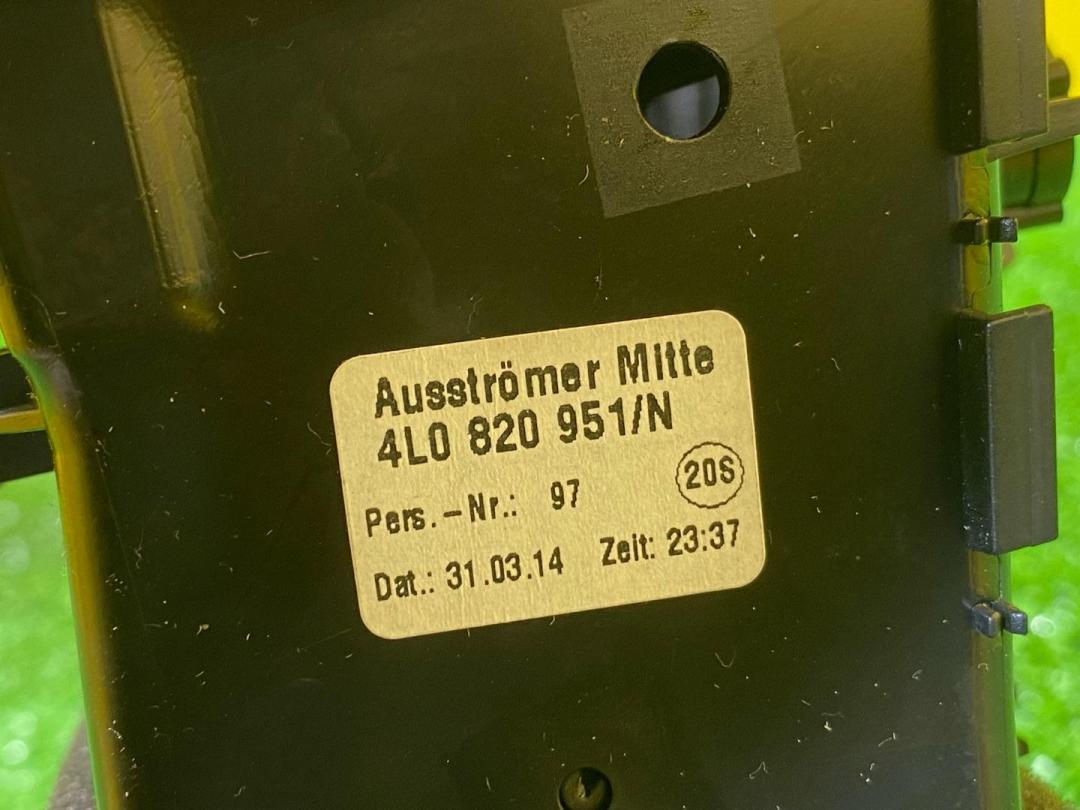 Ausströmer Mitte
4L0 820 951/N
Pers.-Nr.: 97
20S
Dat.: 31.03.14 Zeit: 23:37